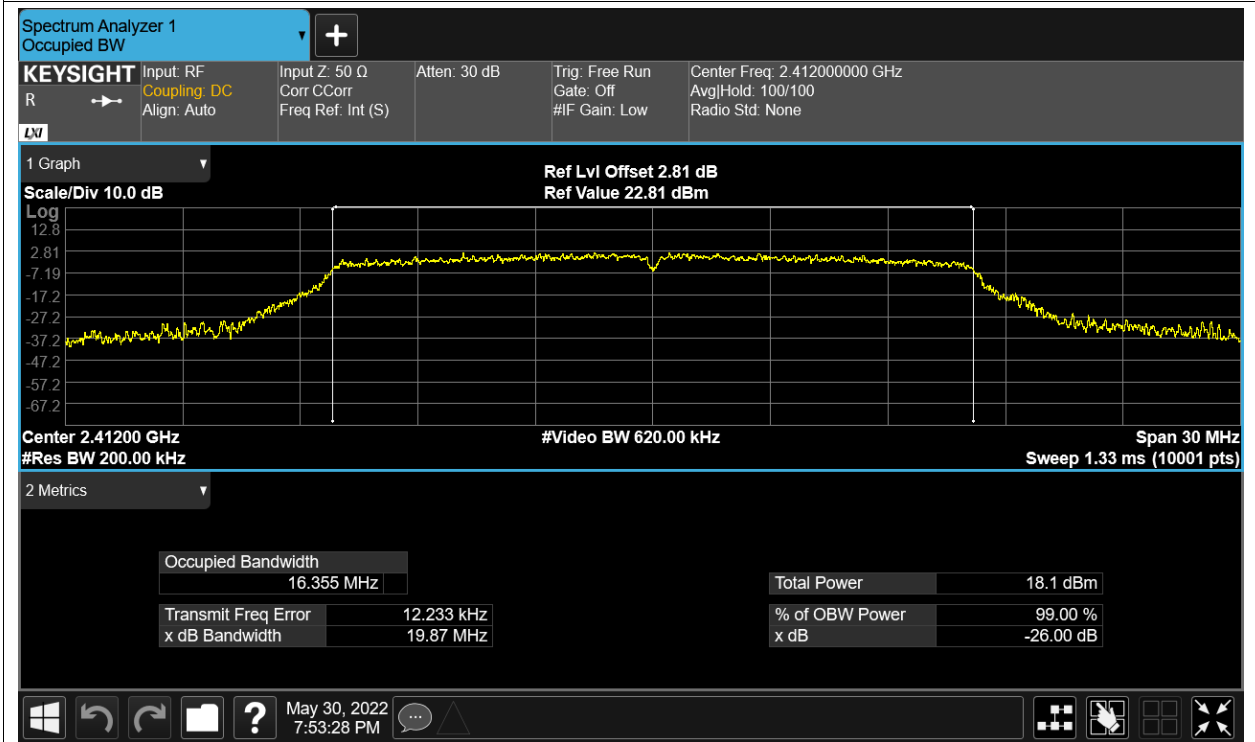 Spectrum Analyzer 1
Occupied BW
KEYSIGHT
R
LXI
Input: RF
Coupling: DC
Align: Auto
Input Z: 50 Ω
Corr CCorr
Freq Ref: Int (S)
Atten: 30 dB
Trig: Free Run
Gate: Off
#IF Gain: Low
Center Freq: 2.412000000 GHz
Avg|Hold: 100/100
Radio Std: None
1 Graph
Scale/Div 10.0 dB
Ref Lvl Offset 2.81 dB
Ref Value 22.81 dBm
Log
12.8
2.81
-7.19
-17.2
-27.2
-37.2
-47.2
-57.2
-67.2
Center 2.41200 GHz
#Res BW 200.00 kHz
#Video BW 620.00 kHz
Span 30 MHz
Sweep 1.33 ms (10001 pts)
2 Metrics
Occupied Bandwidth
16.355 MHz
Transmit Freq Error 12.233 kHz
x dB Bandwidth 19.87 MHz
Total Power 18.1 dBm
% of OBW Power 99.00 %
x dB -26.00 dB
?
May 30, 2022
7:53:28 PM